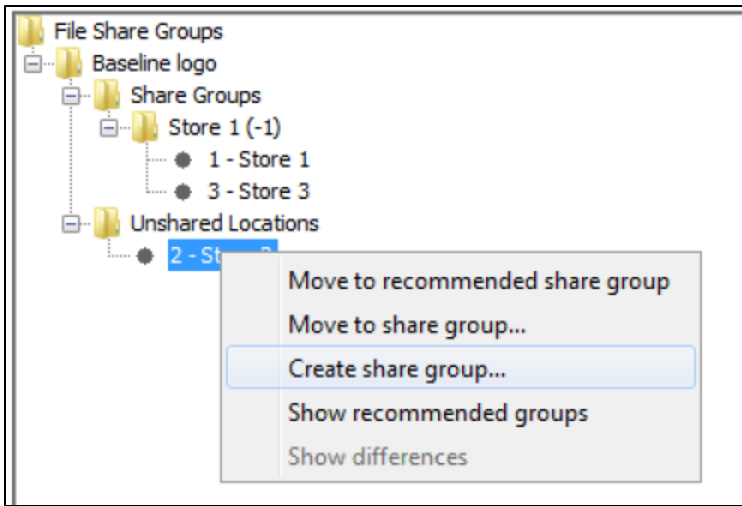 File Share Groups
Baseline logo
Share Groups
Store 1 (-1)
1 - Store 1
3 - Store 3
Unshared Locations
2 -
Move to recommended share group
Move to share group...
Create share group...
Show recommended groups
Show differences